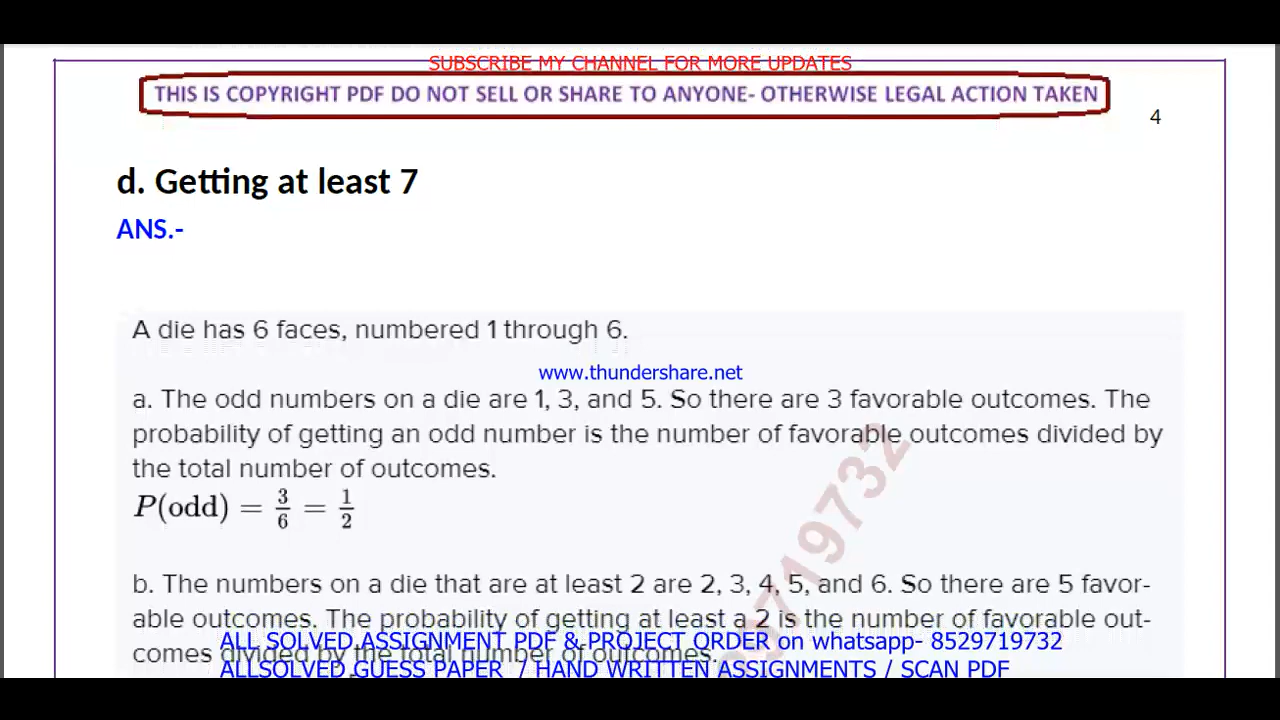 SUBSCRIBE MY CHANNEL FOR MORE UPDATES
THIS IS COPYRIGHT PDF DO NOT SELL OR SHARE TO ANYONE- OTHERWISE LEGAL ACTION TAKEN
4
d. Getting at least 7
ANS.-
A die has 6 faces, numbered 1 through 6.
www.thundershare.net
a. The odd numbers on a die are 1, 3, and 5. So there are 3 favorable outcomes. The
probability of getting an odd number is the number of favorable outcomes divided by
the total number of outcomes.
P(odd) = 3/6 = 1/2
b. The numbers on a die that are at least 2 are 2, 3, 4, 5, and 6. So there are 5 favor-
able outcomes. The probability of getting at least a 2 is the number of favorable out-
ALL SOLVED ASSIGNMENT PDF & PROJECT ORDER on whatsapp- 8529719732
comes divided by the total number of outcomes.
ALLSOLVED GUESS PAPER / HAND WRITTEN ASSIGNMENTS / SCAN PDF